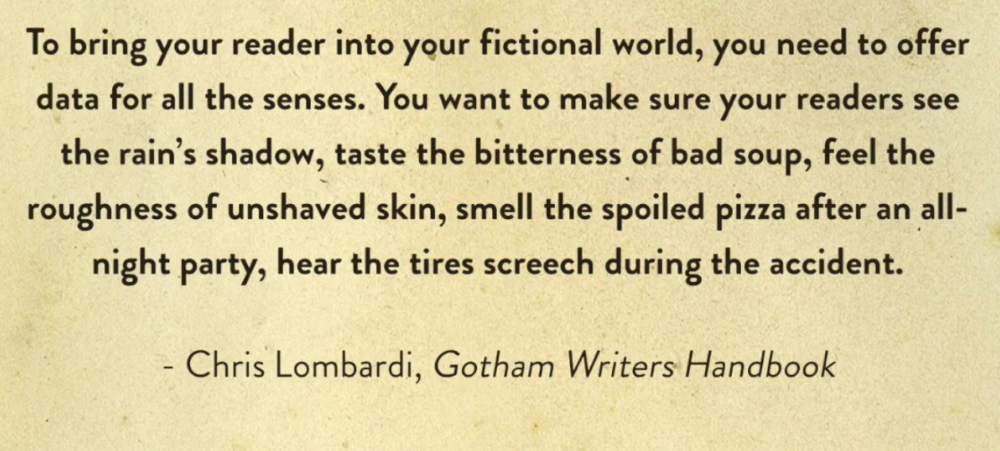 To bring your reader into your fictional world, you need to offer
data for all the senses. You want to make sure your readers see
the rain’s shadow, taste the bitterness of bad soup, feel the
roughness of unshaved skin, smell the spoiled pizza after an all-
night party, hear the tires screech during the accident.
- Chris Lombardi, Gotham Writers Handbook